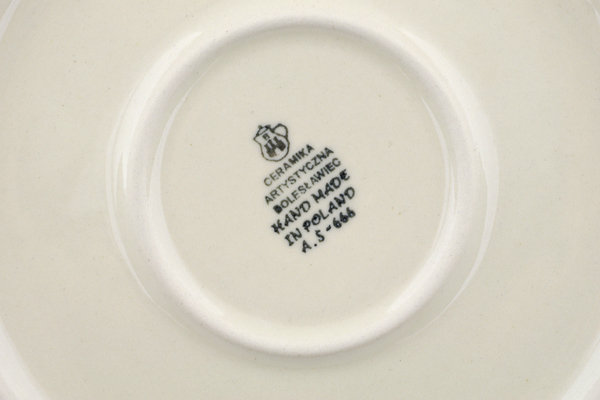 CERAMIKA
ARTYSTYCZNA
BOLESŁAWIEC
HAND MADE
IN POLAND
A.S-666